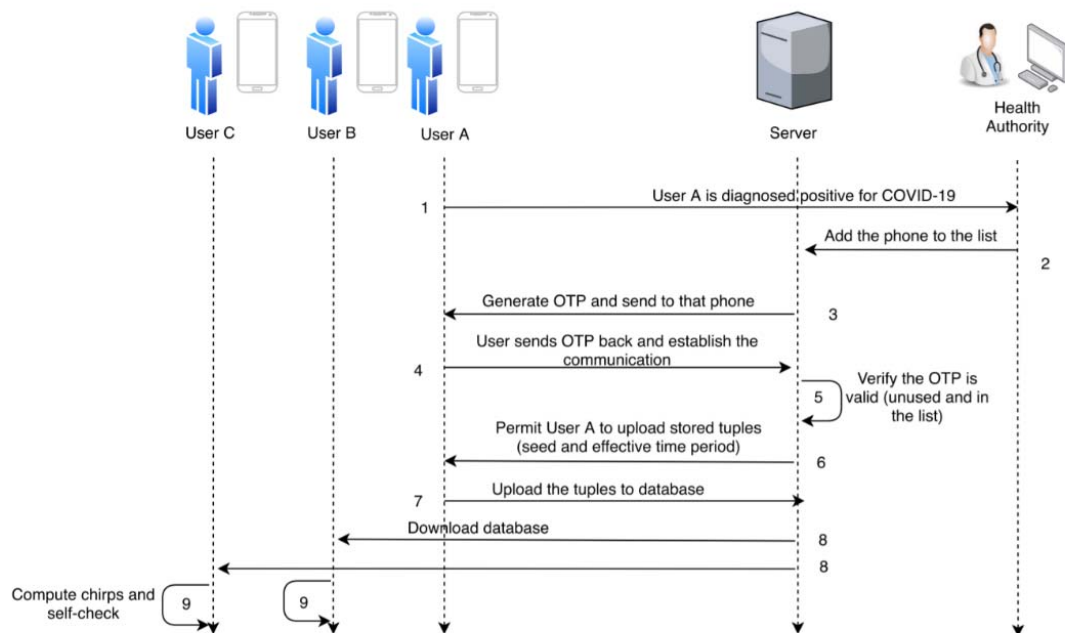 User C
User B
User A
Server
Health
Authority
1
User A is diagnosed positive for COVID-19
Add the phone to the list
2
Generate OTP and send to that phone
3
User sends OTP back and establish the
communication
4
5
Verify the OTP is
valid (unused and in
the list)
Permit User A to upload stored tuples
(seed and effective time period)
6
7
Upload the tuples to database
Download database
8
8
Compute chirps and
self-check
9
9